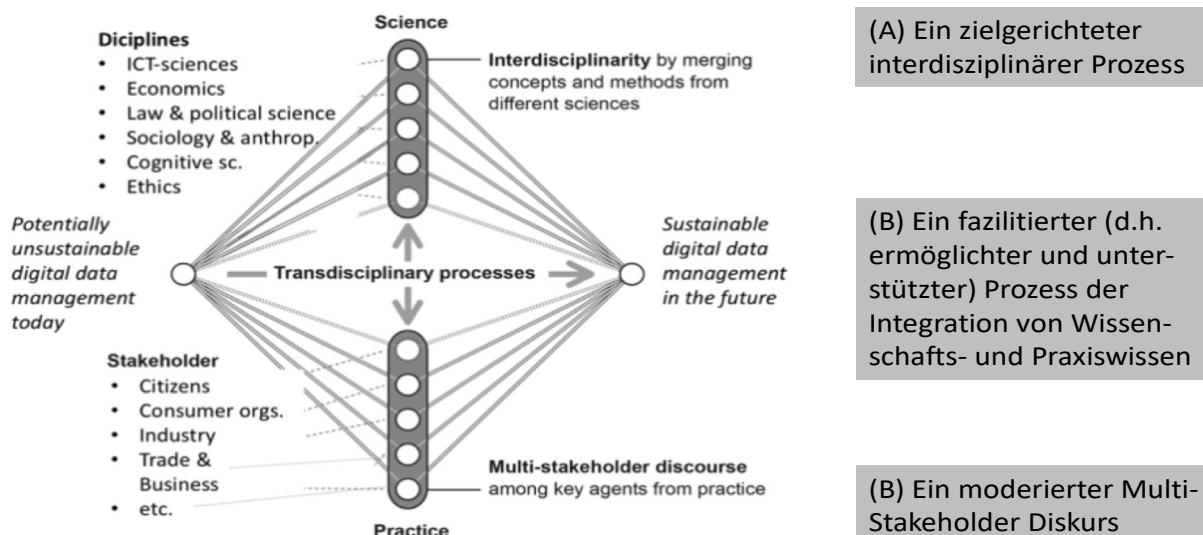 Science
Diciplines
• ICT-sciences
• Economics
• Law & political science
• Sociology & anthrop.
• Cognitive sc.
• Ethics
Interdisciplinarity by merging
concepts and methods from
different sciences
Potentially
unsustainable
digital data
management
today
Transdisciplinary processes
Sustainable
digital data
management
in the future
Stakeholder
• Citizens
• Consumer orgs.
• Industry
• Trade &
Business
• etc.
Multi-stakeholder discourse
among key agents from practice
Practice
(A) Ein zielgerichteter
interdisziplinärer Prozess
(B) Ein fazilitierter (d.h.
ermöglichter und unter-
stützter) Prozess der
Integration von Wissen-
schafts- und Praxiswissen
(B) Ein moderierter Multi-
Stakeholder Diskurs